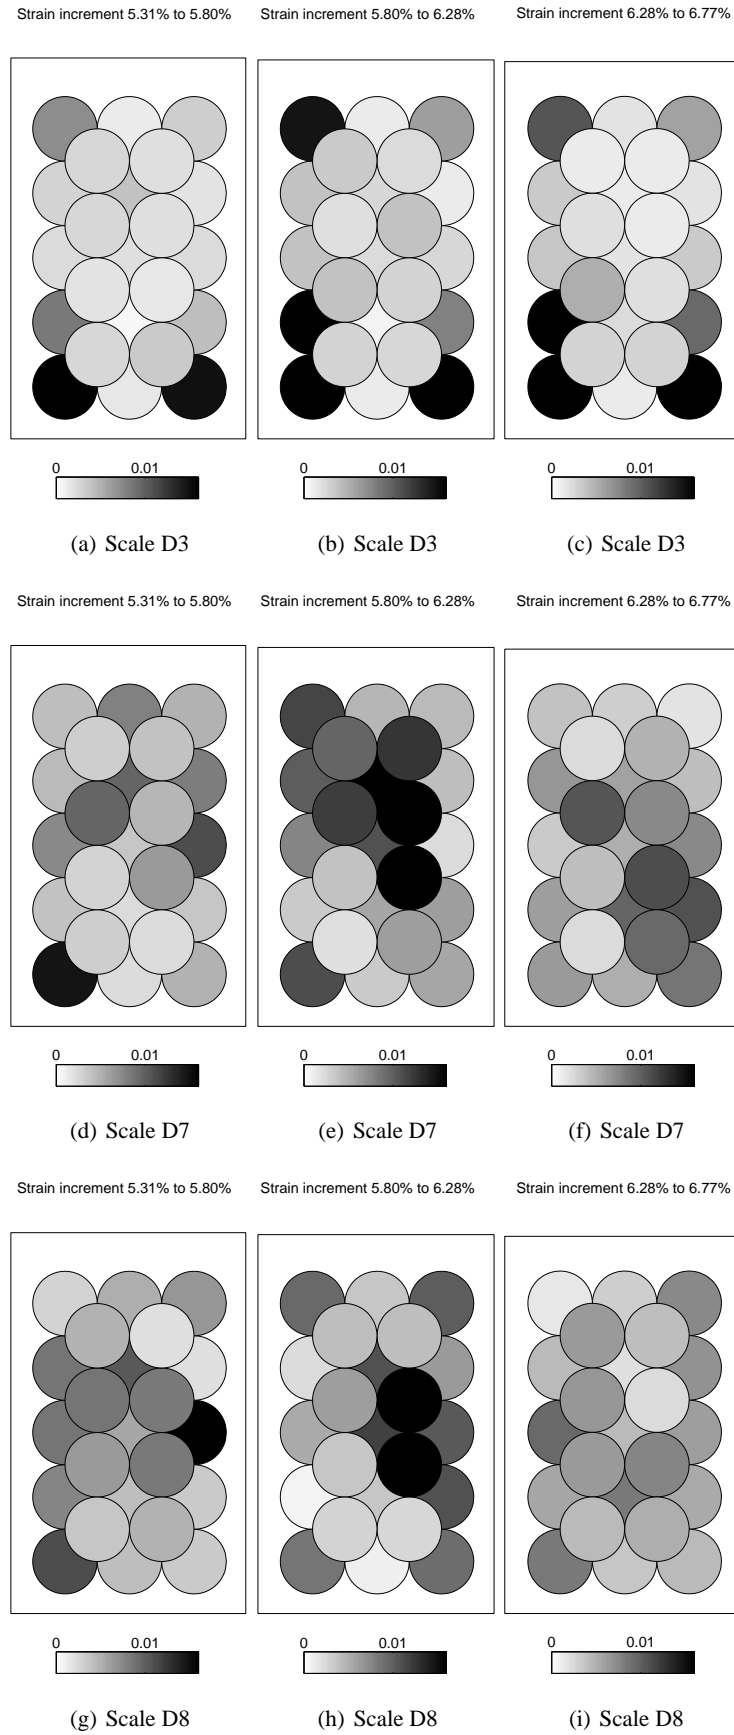 Strain increment 5.31% to 5.80% Strain increment 5.80% to 6.28% Strain increment 6.28% to 6.77%
0 0.01 0 0.01 0 0.01
(a) Scale D3 (b) Scale D3 (c) Scale D3
Strain increment 5.31% to 5.80% Strain increment 5.80% to 6.28% Strain increment 6.28% to 6.77%
0 0.01 0 0.01 0 0.01
(d) Scale D7 (e) Scale D7 (f) Scale D7
Strain increment 5.31% to 5.80% Strain increment 5.80% to 6.28% Strain increment 6.28% to 6.77%
0 0.01 0 0.01 0 0.01
(g) Scale D8 (h) Scale D8 (i) Scale D8